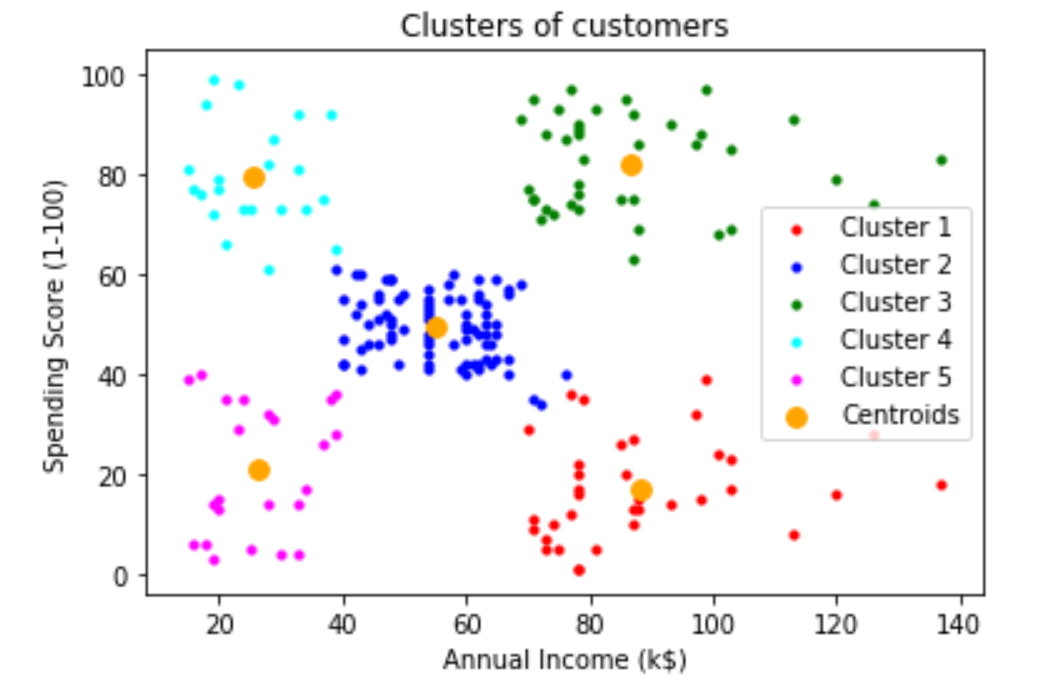 Clusters of customers
100
80
60
40
20
0
Spending Score (1-100)
Cluster 1
Cluster 2
Cluster 3
Cluster 4
Cluster 5
Centroids
20 40 60 80 100 120 140
Annual Income (k$)